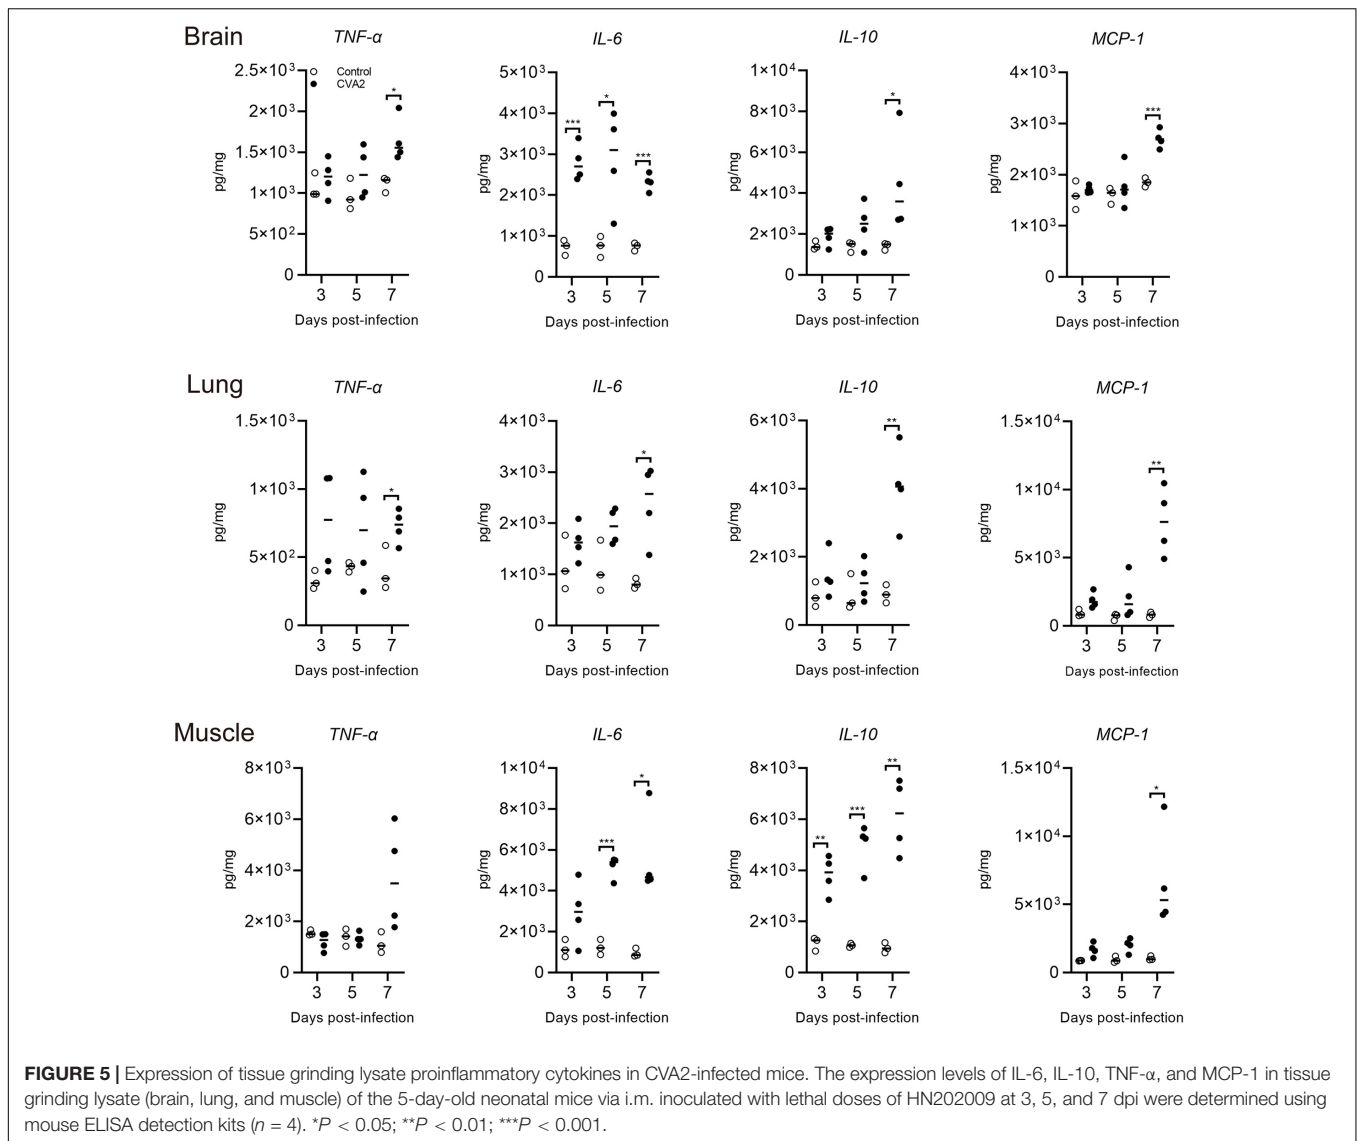 Brain
TNF-α
IL-6
IL-10
MCP-1
2.5×10³
2×10³
1.5×10³
1×10³
5×10²
0
pg/mg
Control
CVA2
*
3 5 7
Days post-infection
5×10³
4×10³
3×10³
2×10³
1×10³
0
pg/mg
***
*
***
3 5 7
Days post-infection
1×10⁴
8×10³
6×10³
4×10³
2×10³
0
pg/mg
*
3 5 7
Days post-infection
4×10³
3×10³
2×10³
1×10³
0
pg/mg
***
3 5 7
Days post-infection
Lung
TNF-α
IL-6
IL-10
MCP-1
1.5×10³
1×10³
5×10²
0
pg/mg
*
3 5 7
Days post-infection
4×10³
3×10³
2×10³
1×10³
0
pg/mg
*
3 5 7
Days post-infection
6×10³
4×10³
2×10³
0
pg/mg
**
3 5 7
Days post-infection
1.5×10⁴
1×10⁴
5×10³
0
pg/mg
**
3 5 7
Days post-infection
Muscle
TNF-α
IL-6
IL-10
MCP-1
8×10³
6×10³
4×10³
2×10³
0
pg/mg
3 5 7
Days post-infection
1×10⁴
8×10³
6×10³
4×10³
2×10³
0
pg/mg
***
*
3 5 7
Days post-infection
8×10³
6×10³
4×10³
2×10³
0
pg/mg
**
***
**
3 5 7
Days post-infection
1.5×10⁴
1×10⁴
5×10³
0
pg/mg
*
3 5 7
Days post-infection
FIGURE 5 | Expression of tissue grinding lysate proinflammatory cytokines in CVA2-infected mice. The expression levels of IL-6, IL-10, TNF-α, and MCP-1 in tissue
grinding lysate (brain, lung, and muscle) of the 5-day-old neonatal mice via i.m. inoculated with lethal doses of HN202009 at 3, 5, and 7 dpi were determined using
mouse ELISA detection kits (n = 4). *P < 0.05; **P < 0.01; ***P < 0.001.